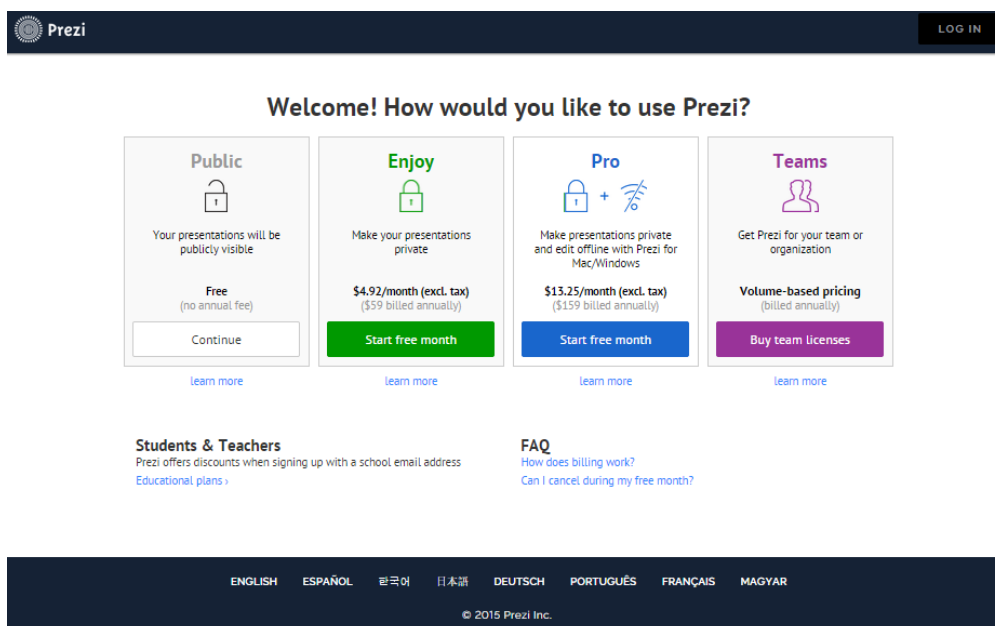 Prezi
LOG IN
Welcome! How would you like to use Prezi?
Public
Your presentations will be
publicly visible
Free
(no annual fee)
Continue
learn more
Enjoy
Make your presentations
private
$4.92/month (excl. tax)
($59 billed annually)
Start free month
learn more
Pro
+
Make presentations private
and edit offline with Prezi for
Mac/Windows
$13.25/month (excl. tax)
($159 billed annually)
Start free month
learn more
Teams
Get Prezi for your team or
organization
Volume-based pricing
(billed annually)
Buy team licenses
learn more
Students & Teachers
Prezi offers discounts when signing up with a school email address
Educational plans ›
FAQ
How does billing work?
Can I cancel during my free month?
ENGLISH ESPAÑOL 한국어 日本語 DEUTSCH PORTUGUÊS FRANÇAIS MAGYAR
© 2015 Prezi Inc.